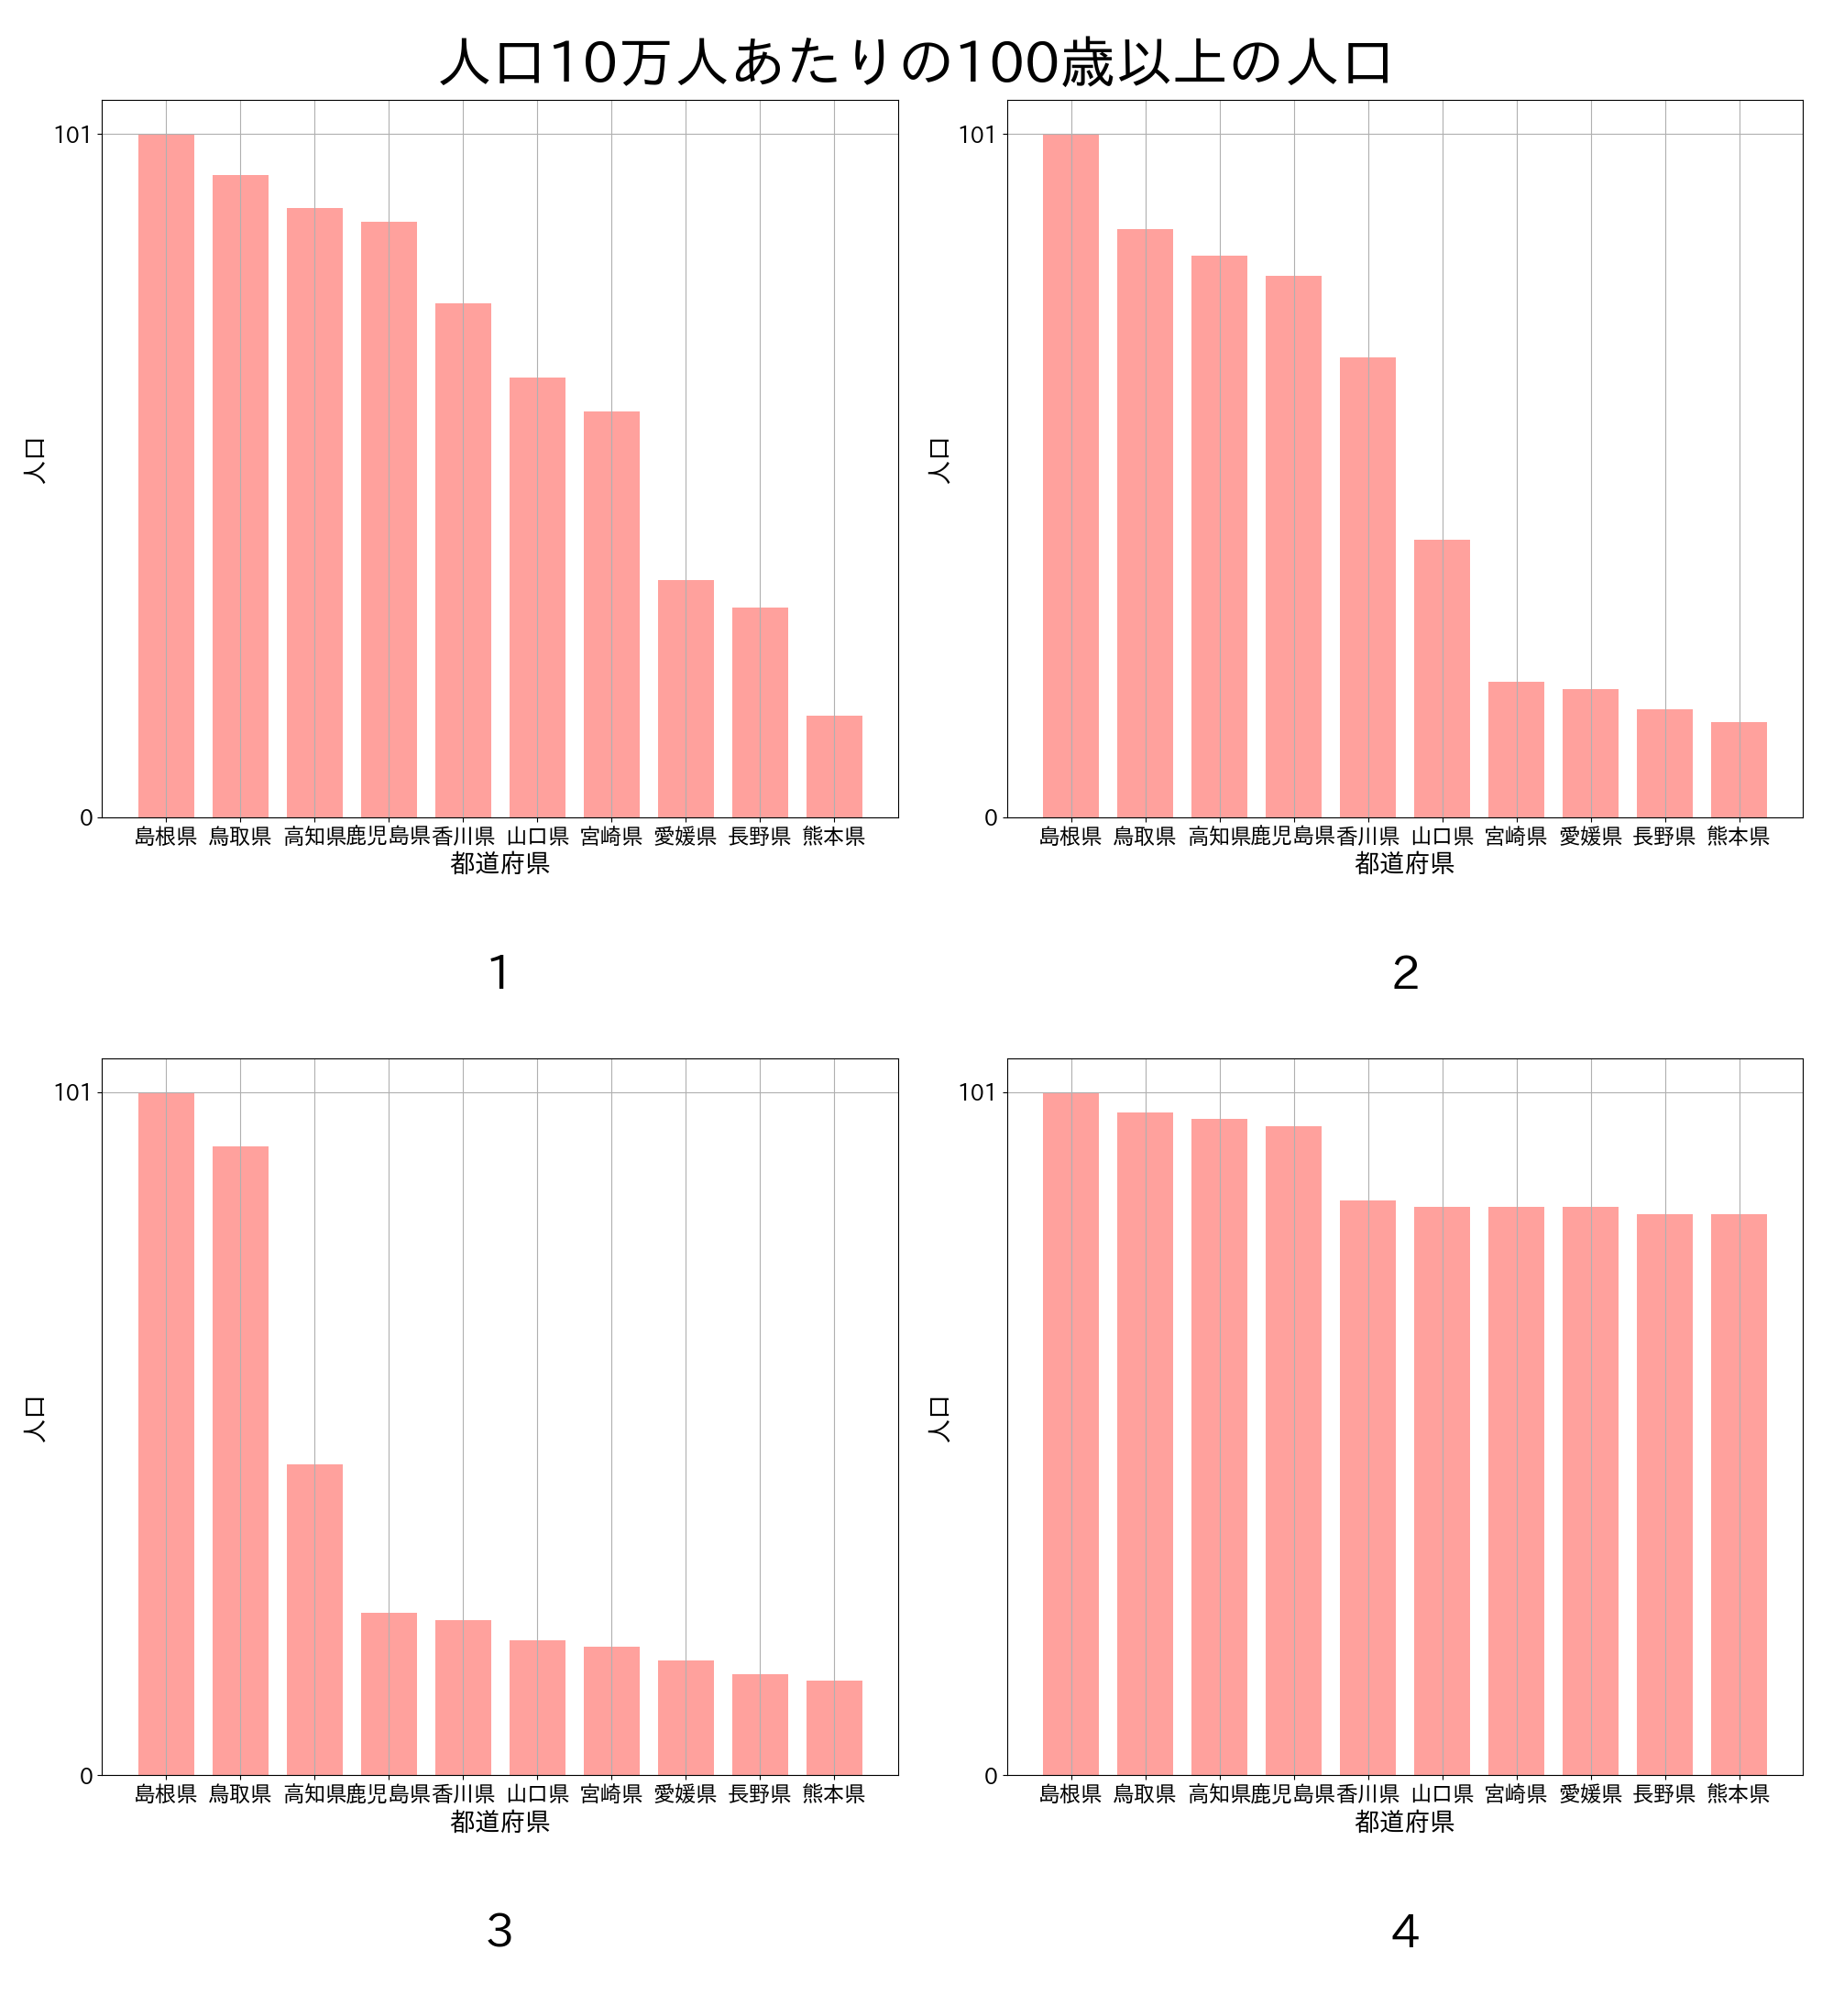 人口10万人あたりの100歳以上の人口
101
人口
0
島根県 鳥取県 高知県 鹿児島県 香川県 山口県 宮崎県 愛媛県 長野県 熊本県
都道府県
1
101
人口
0
島根県 鳥取県 高知県 鹿児島県 香川県 山口県 宮崎県 愛媛県 長野県 熊本県
都道府県
2
101
人口
0
島根県 鳥取県 高知県 鹿児島県 香川県 山口県 宮崎県 愛媛県 長野県 熊本県
都道府県
3
101
人口
0
島根県 鳥取県 高知県 鹿児島県 香川県 山口県 宮崎県 愛媛県 長野県 熊本県
都道府県
4